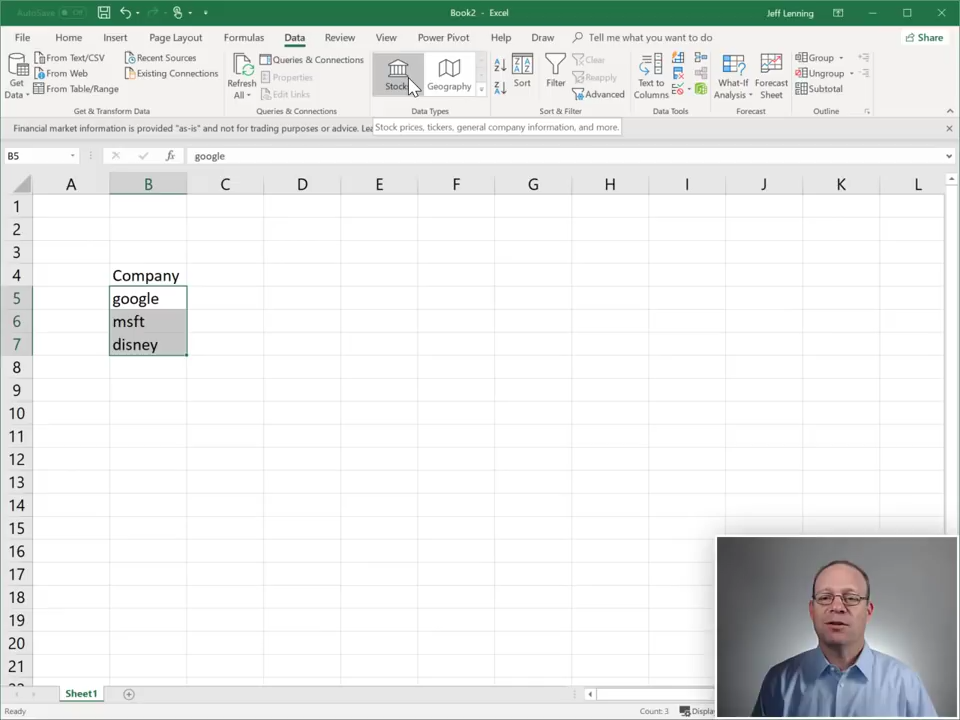 AutoSave Off
Book2 - Excel
Jeff Lenning
File Home Insert Page Layout Formulas Data Review View Power Pivot Help Draw Tell me what you want to do Share
Get Data
From Text/CSV
From Web
From Table/Range
Recent Sources
Existing Connections
Get & Transform Data
Refresh All
Queries & Connections
Properties
Edit Links
Queries & Connections
Stocks
Geography
Data Types
Sort
Filter
Clear
Reapply
Advanced
Sort & Filter
Text to Columns
Data Tools
What-If Analysis
Forecast Sheet
Forecast
Group
Ungroup
Subtotal
Outline
Financial market information is provided "as-is" and not for trading purposes or advice.
Stock prices, tickers, general company information, and more.
B5
fx
google
A B C D E F G H I J K L
1
2
3
4 Company
5 google
6 msft
7 disney
8
9
10
11
12
13
14
15
16
17
18
19
20
21
Sheet1
Ready
Count: 3